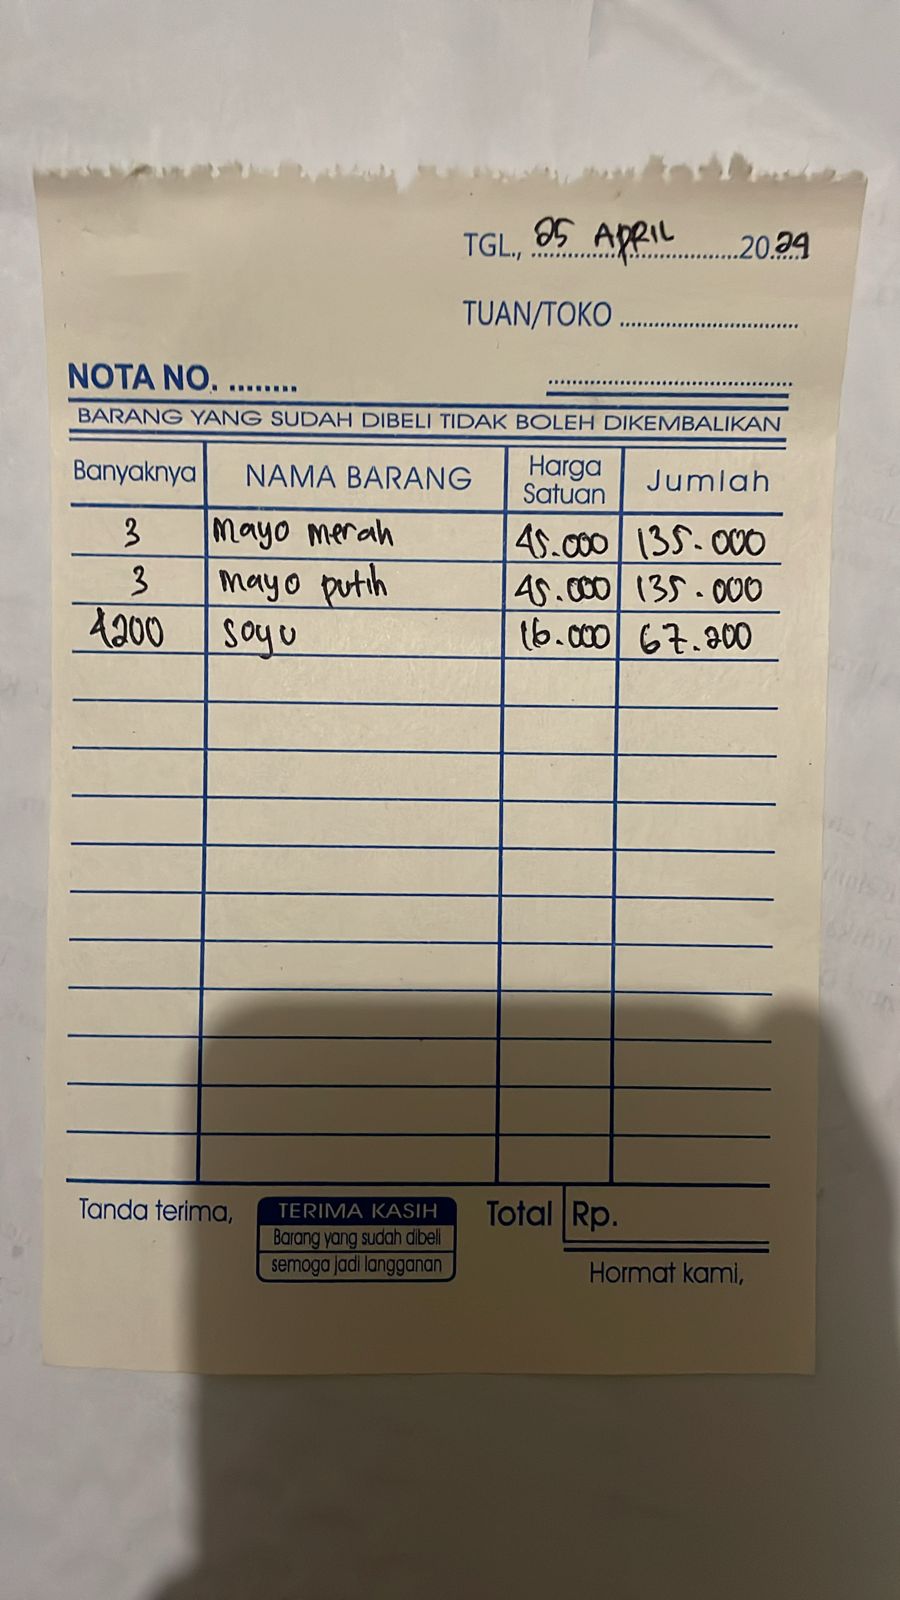 TGL., 25 APRIL 2024
TUAN/TOKO
NOTA NO.
BARANG YANG SUDAH DIBELI TIDAK BOLEH DIKEMBALIKAN
Banyaknya NAMA BARANG Harga Satuan Jumlah
3 Mayo merah 45.000 135.000
3 Mayo putih 45.000 135.000
4200 Soyu 16.000 67.200
Tanda terima, TERIMA KASIH Total Rp.
Barang yang sudah dibeli
semoga jadi langganan
Hormat kami,